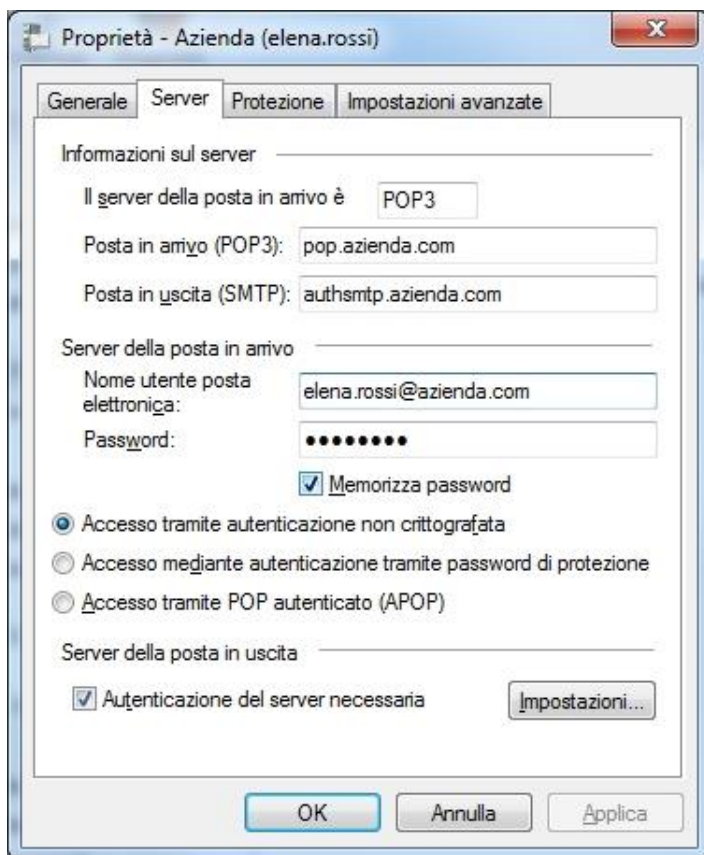 Proprietà - Azienda (elena.rossi)
Generale Server Protezione Impostazioni avanzate
Informazioni sul server
Il server della posta in arrivo è POP3
Posta in arrivo (POP3): pop.azienda.com
Posta in uscita (SMTP): authsmtp.azienda.com
Server della posta in arrivo
Nome utente posta
elettronica: elena.rossi@azienda.com
Password: ●●●●●●●●
Memorizza password
Accesso tramite autenticazione non crittografata
Accesso mediante autenticazione tramite password di protezione
Accesso tramite POP autenticato (APOP)
Server della posta in uscita
Autenticazione del server necessaria Impostazioni...
OK Annulla Applica